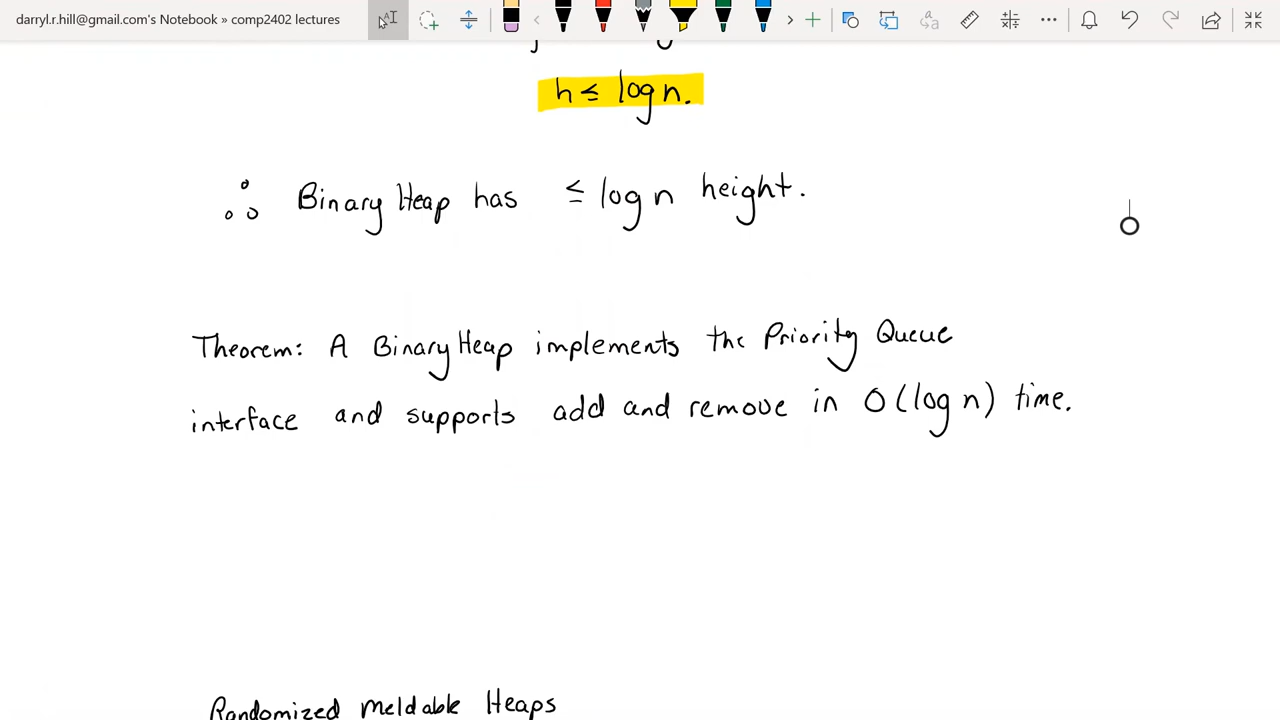 darryl.r.hill@gmail.com's Notebook » comp2402 lectures
h ≤ log n.
∴ Binary Heap has ≤ log n height.
Theorem: A Binary Heap implements the Priority Queue
interface and supports add and remove in O(log n) time.
Randomized Meldable Heaps